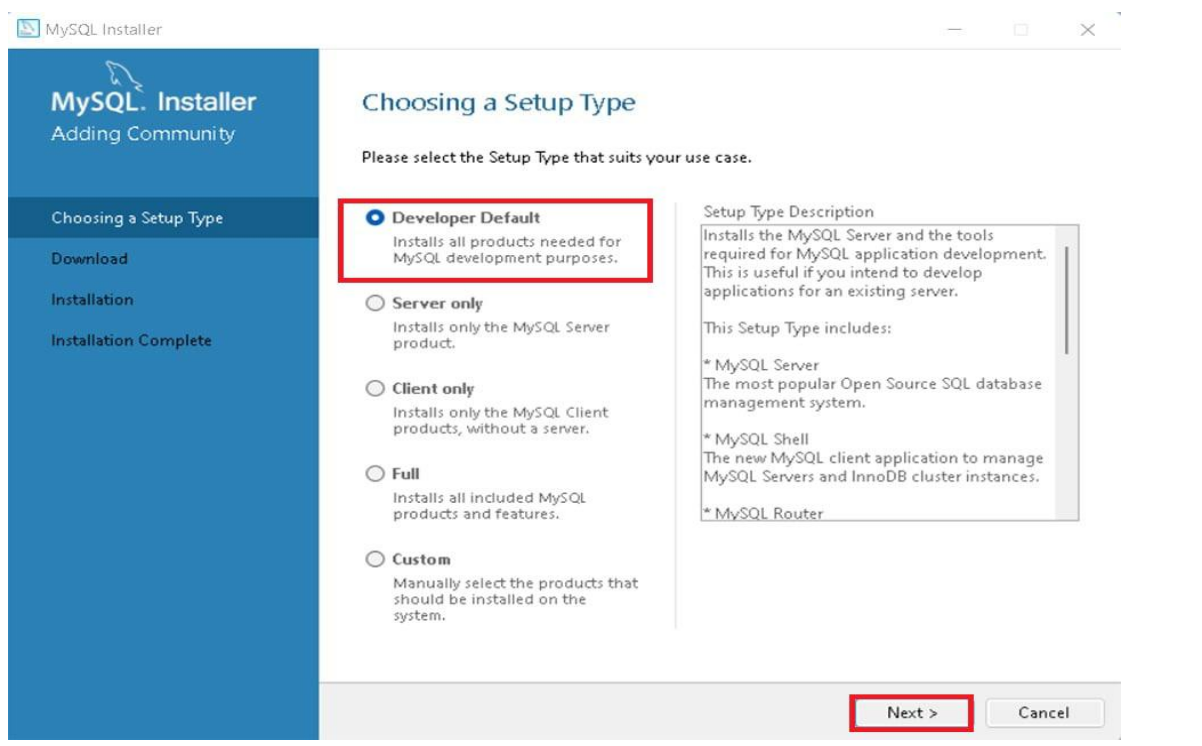 MySQL Installer
MySQL. Installer
Adding Community
Choosing a Setup Type
Download
Installation
Installation Complete
Choosing a Setup Type
Please select the Setup Type that suits your use case.
Developer Default
Installs all products needed for
MySQL development purposes.
Server only
Installs only the MySQL Server
product.
Client only
Installs only the MySQL Client
products, without a server.
Full
Installs all included MySQL
products and features.
Custom
Manually select the products that
should be installed on the
system.
Setup Type Description
Installs the MySQL Server and the tools
required for MySQL application development.
This is useful if you intend to develop
applications for an existing server.
This Setup Type includes:
* MySQL Server
The most popular Open Source SQL database
management system.
* MySQL Shell
The new MySQL client application to manage
MySQL Servers and InnoDB cluster instances.
* MySQL Router
Next >
Cancel